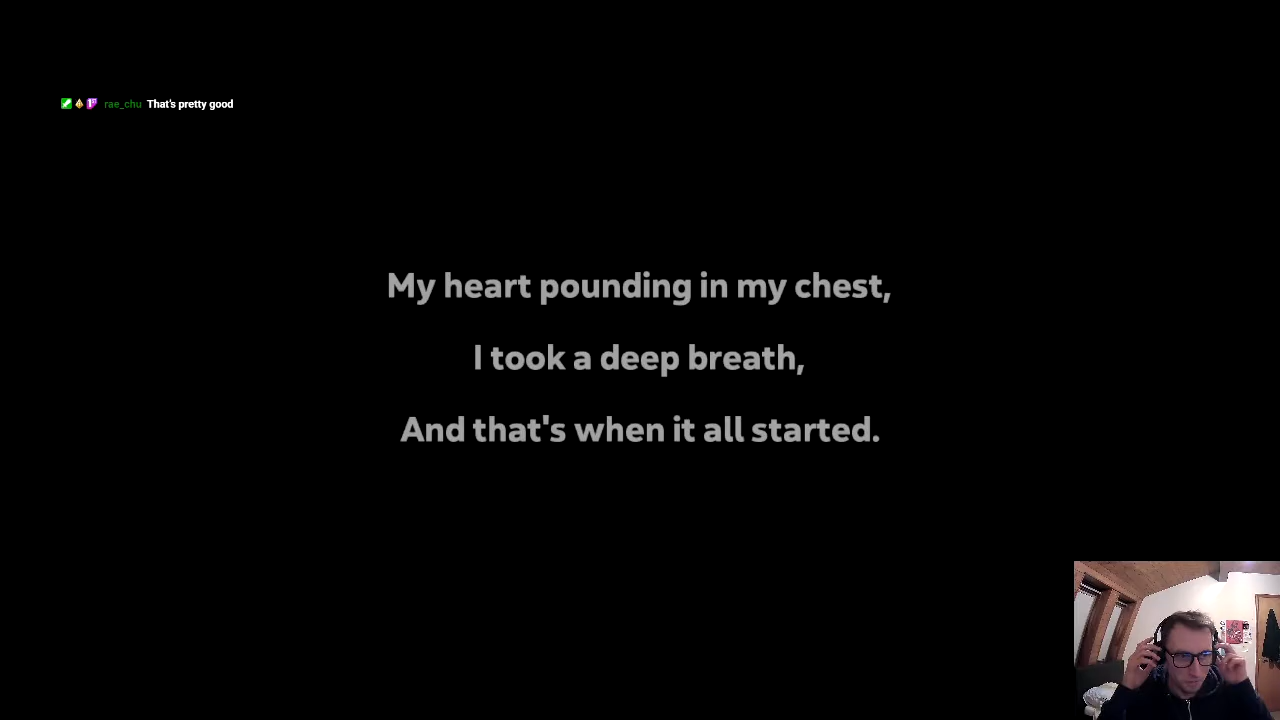 rae_chu That's pretty good
My heart pounding in my chest,
I took a deep breath,
And that's when it all started.